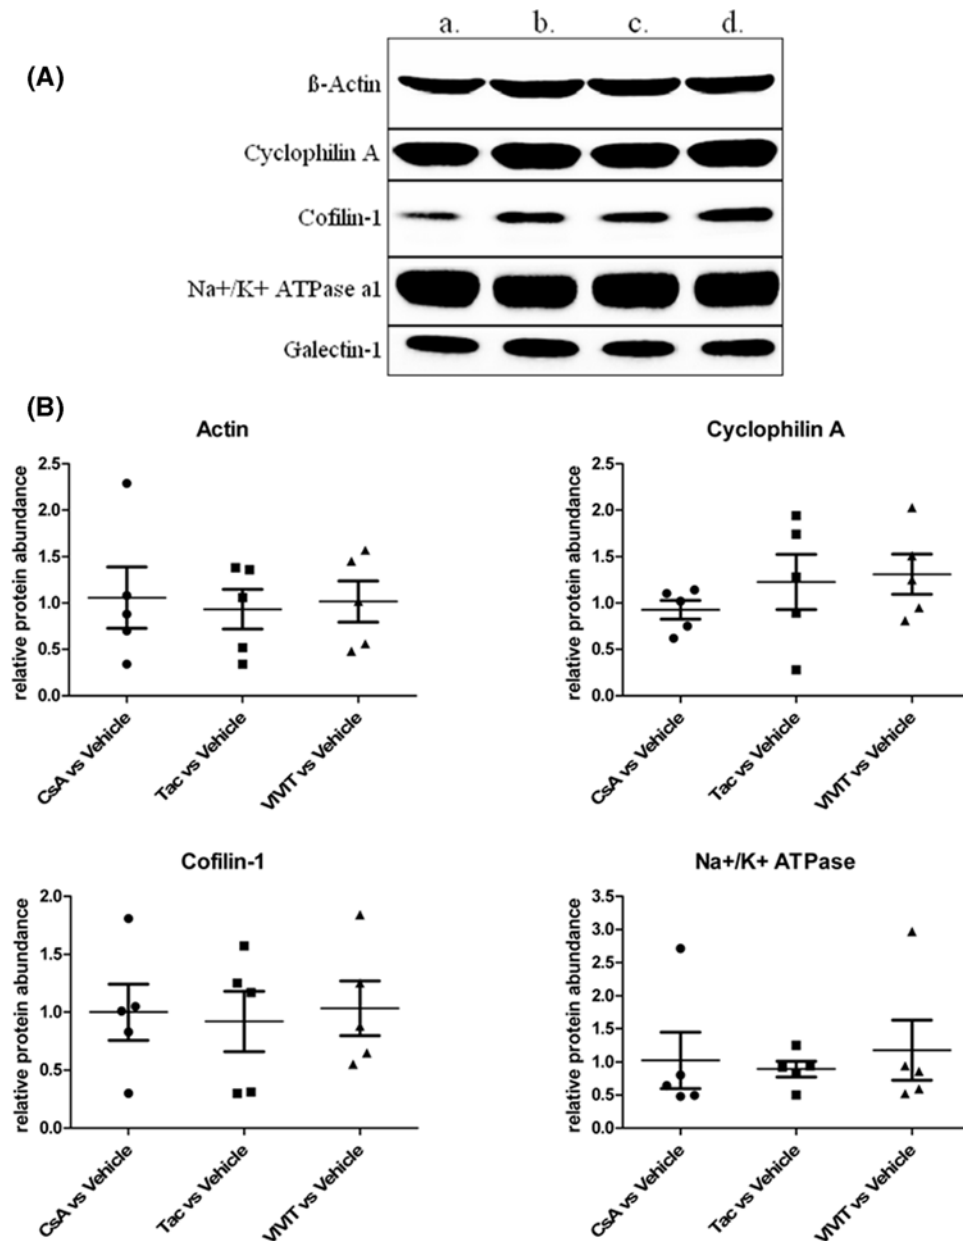 a. b. c. d.
(A)
ß-Actin
Cyclophilin A
Cofilin-1
Na+/K+ ATPase a1
Galectin-1
(B)
Actin
relative protein abundance
2.5
2.0
1.5
1.0
0.5
0.0
CsA vs Vehicle
Tac vs Vehicle
VIVIT vs Vehicle
Cyclophilin A
relative protein abundance
2.5
2.0
1.5
1.0
0.5
0.0
CsA vs Vehicle
Tac vs Vehicle
VIVIT vs Vehicle
Cofilin-1
relative protein abundance
2.0
1.5
1.0
0.5
0.0
CsA vs Vehicle
Tac vs Vehicle
VIVIT vs Vehicle
Na+/K+ ATPase
relative protein abundance
3.5
3.0
2.5
2.0
1.5
1.0
0.5
0.0
CsA vs Vehicle
Tac vs Vehicle
VIVIT vs Vehicle